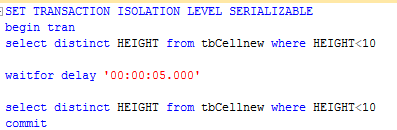 SET TRANSACTION ISOLATION LEVEL SERIALIZABLE
begin tran
select distinct HEIGHT from tbCellnew where HEIGHT<10
waitfor delay '00:00:05.000'
select distinct HEIGHT from tbCellnew where HEIGHT<10
commit